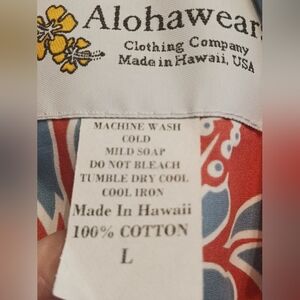 Alohawears
Clothing Company
Made in Hawaii, USA
MACHINE WASH
COLD
MILD SOAP
DO NOT BLEACH
TUMBLE DRY COOL
COOL IRON
Made In Hawaii
100% COTTON
L